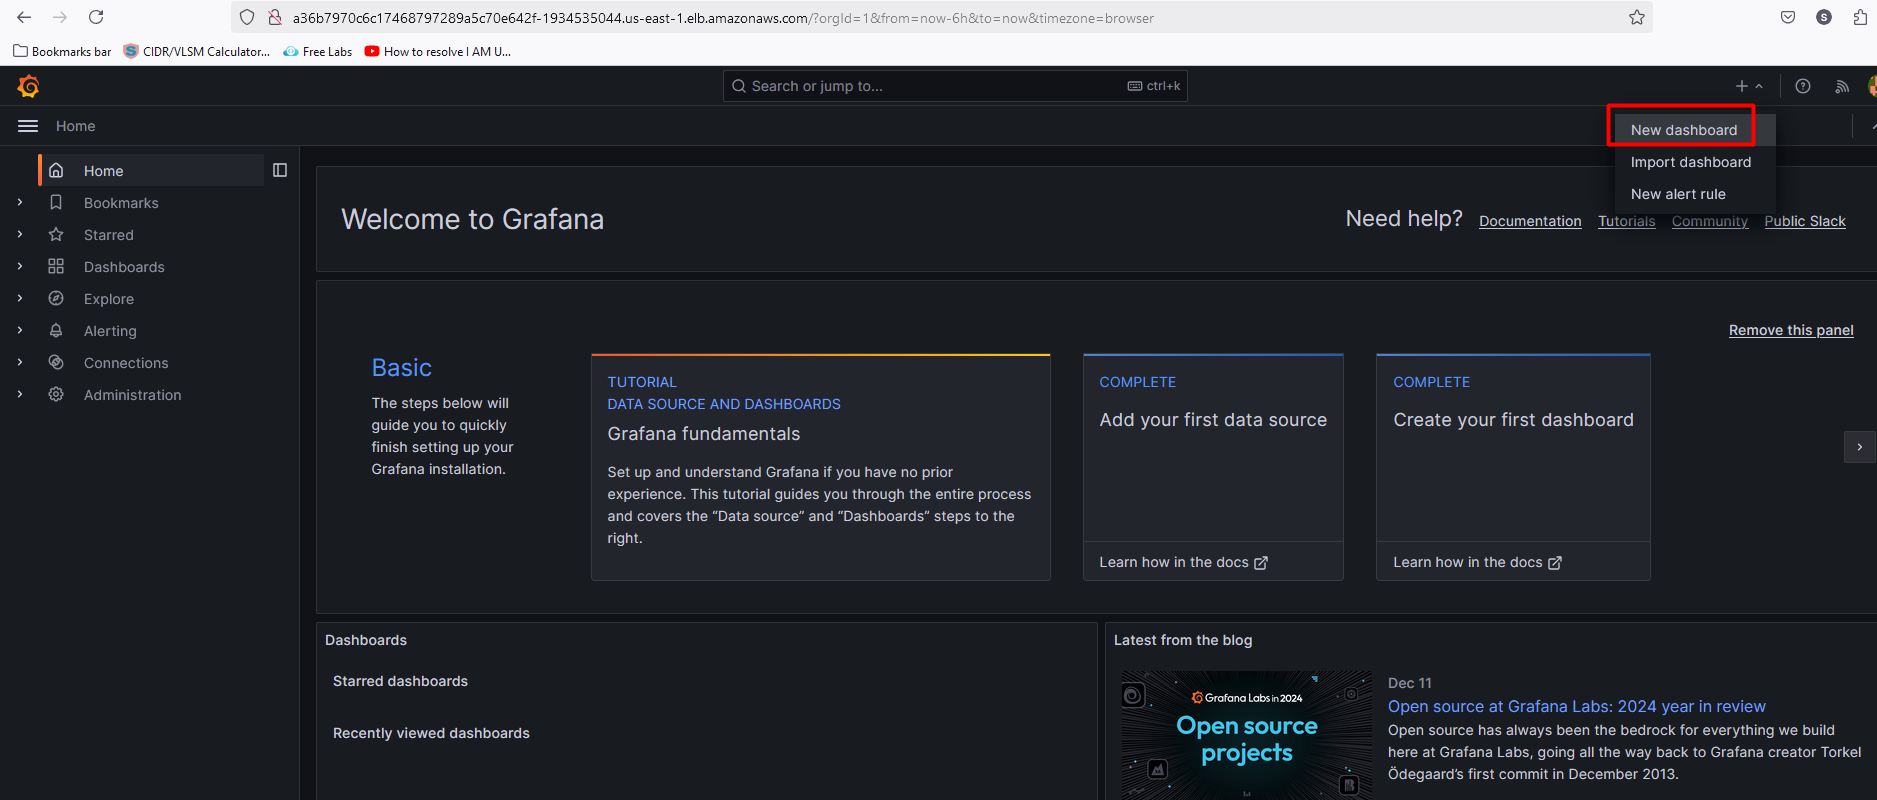 a36b7970c6c17468797289a5c70e642f-1934535044.us-east-1.elb.amazonaws.com/?orgId=1&from=now-6h&to=now&timezone=browser
S
Bookmarks bar
S
CIDR/VLSM Calculator...
Free Labs
How to resolve I AM U...
Search or jump to...
ctrl+k
Home
New dashboard
Import dashboard
New alert rule
Home
Bookmarks
Starred
Dashboards
Explore
Alerting
Connections
Administration
Welcome to Grafana
Need help?
Documentation
Tutorials
Community
Public Slack
Remove this panel
Basic
The steps below will
guide you to quickly
finish setting up your
Grafana installation.
TUTORIAL
DATA SOURCE AND DASHBOARDS
Grafana fundamentals
Set up and understand Grafana if you have no prior
experience. This tutorial guides you through the entire process
and covers the “Data source” and “Dashboards” steps to the
right.
COMPLETE
Add your first data source
Learn how in the docs
COMPLETE
Create your first dashboard
Learn how in the docs
Dashboards
Starred dashboards
Recently viewed dashboards
Latest from the blog
Grafana Labs in 2024
Open source
projects
Dec 11
Open source at Grafana Labs: 2024 year in review
Open source has always been the bedrock for everything we build
here at Grafana Labs, going all the way back to Grafana creator Torkel
Ödegaard’s first commit in December 2013.